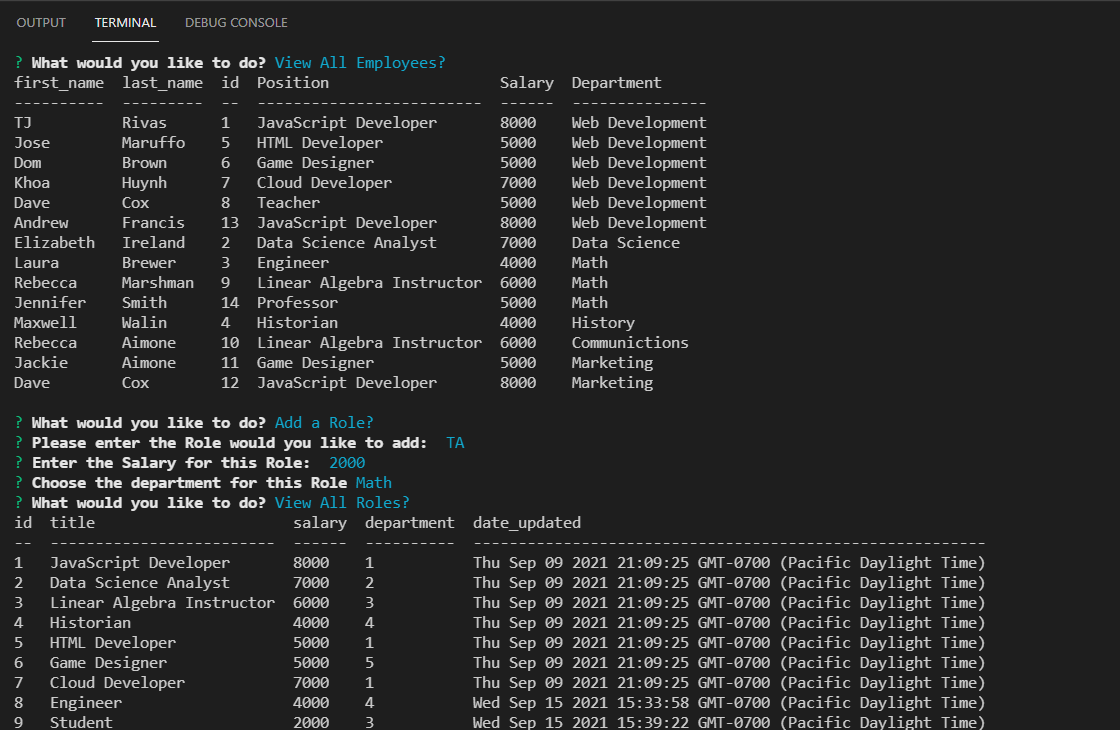 OUTPUT TERMINAL DEBUG CONSOLE
? What would you like to do? View All Employees?
first_name  last_name  id  Position                   Salary  Department
----------  ---------  --  -------------------------  ------  ---------------
TJ          Rivas      1   JavaScript Developer       8000    Web Development
Jose        Maruffo    5   HTML Developer             5000    Web Development
Dom         Brown      6   Game Designer              5000    Web Development
Khoa        Huynh      7   Cloud Developer            7000    Web Development
Dave        Cox        8   Teacher                    5000    Web Development
Andrew      Francis    13  JavaScript Developer       8000    Web Development
Elizabeth   Ireland    2   Data Science Analyst       7000    Data Science
Laura       Brewer     3   Engineer                   4000    Math
Rebecca     Marshman   9   Linear Algebra Instructor  6000    Math
Jennifer    Smith      14  Professor                  5000    Math
Maxwell     Walin      4   Historian                  4000    History
Rebecca     Aimone     10  Linear Algebra Instructor  6000    Communictions
Jackie      Aimone     11  Game Designer              5000    Marketing
Dave        Cox        12  JavaScript Developer       8000    Marketing
? What would you like to do? Add a Role?
? Please enter the Role would you like to add:  TA
? Enter the Salary for this Role:  2000
? Choose the department for this Role Math
? What would you like to do? View All Roles?
id  title                      salary  department  date_updated
--  -------------------------  ------  ----------  ---------------------------------------------------------
1   JavaScript Developer       8000    1           Thu Sep 09 2021 21:09:25 GMT-0700 (Pacific Daylight Time)
2   Data Science Analyst       7000    2           Thu Sep 09 2021 21:09:25 GMT-0700 (Pacific Daylight Time)
3   Linear Algebra Instructor  6000    3           Thu Sep 09 2021 21:09:25 GMT-0700 (Pacific Daylight Time)
4   Historian                  4000    4           Thu Sep 09 2021 21:09:25 GMT-0700 (Pacific Daylight Time)
5   HTML Developer             5000    1           Thu Sep 09 2021 21:09:25 GMT-0700 (Pacific Daylight Time)
6   Game Designer              5000    5           Thu Sep 09 2021 21:09:25 GMT-0700 (Pacific Daylight Time)
7   Cloud Developer            7000    1           Thu Sep 09 2021 21:09:25 GMT-0700 (Pacific Daylight Time)
8   Engineer                   4000    4           Wed Sep 15 2021 15:33:58 GMT-0700 (Pacific Daylight Time)
9   Student                    2000    3           Wed Sep 15 2021 15:39:22 GMT-0700 (Pacific Daylight Time)